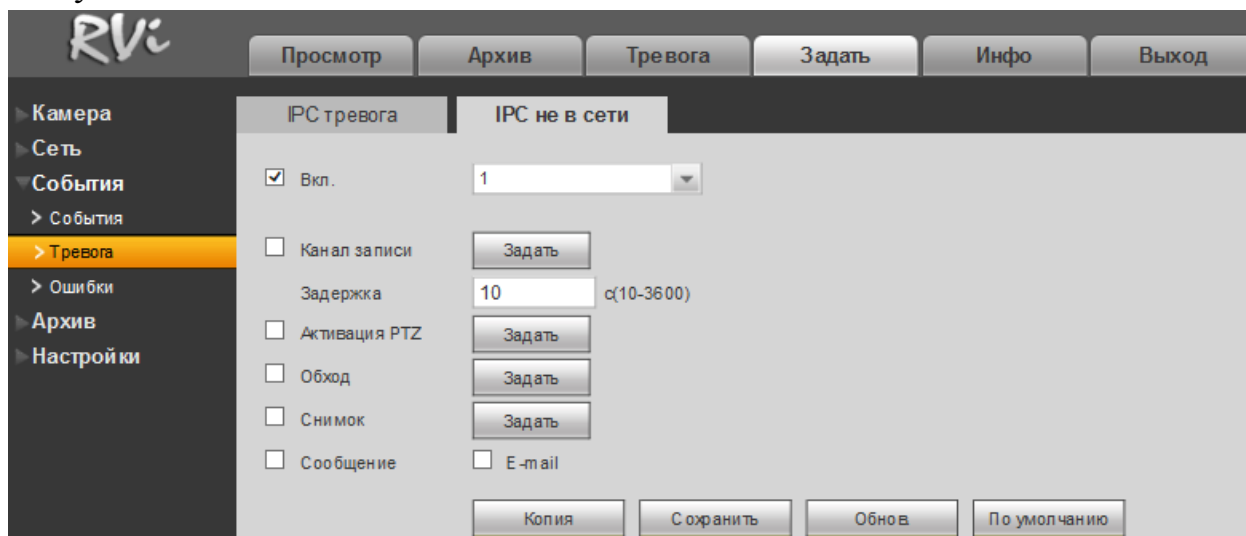 RVi
Просмотр Архив Тревога Задать Инфо Выход
Камера
Сеть
События
События
Тревога
Ошибки
Архив
Настройки
IPC тревога IPC не в сети
Вкл. 1
Канал записи Задать
Задержка 10 с(10-3600)
Активация PTZ Задать
Обход Задать
Снимок Задать
Сообщение E-mail
Копия Сохранить Обнов. По умолчанию